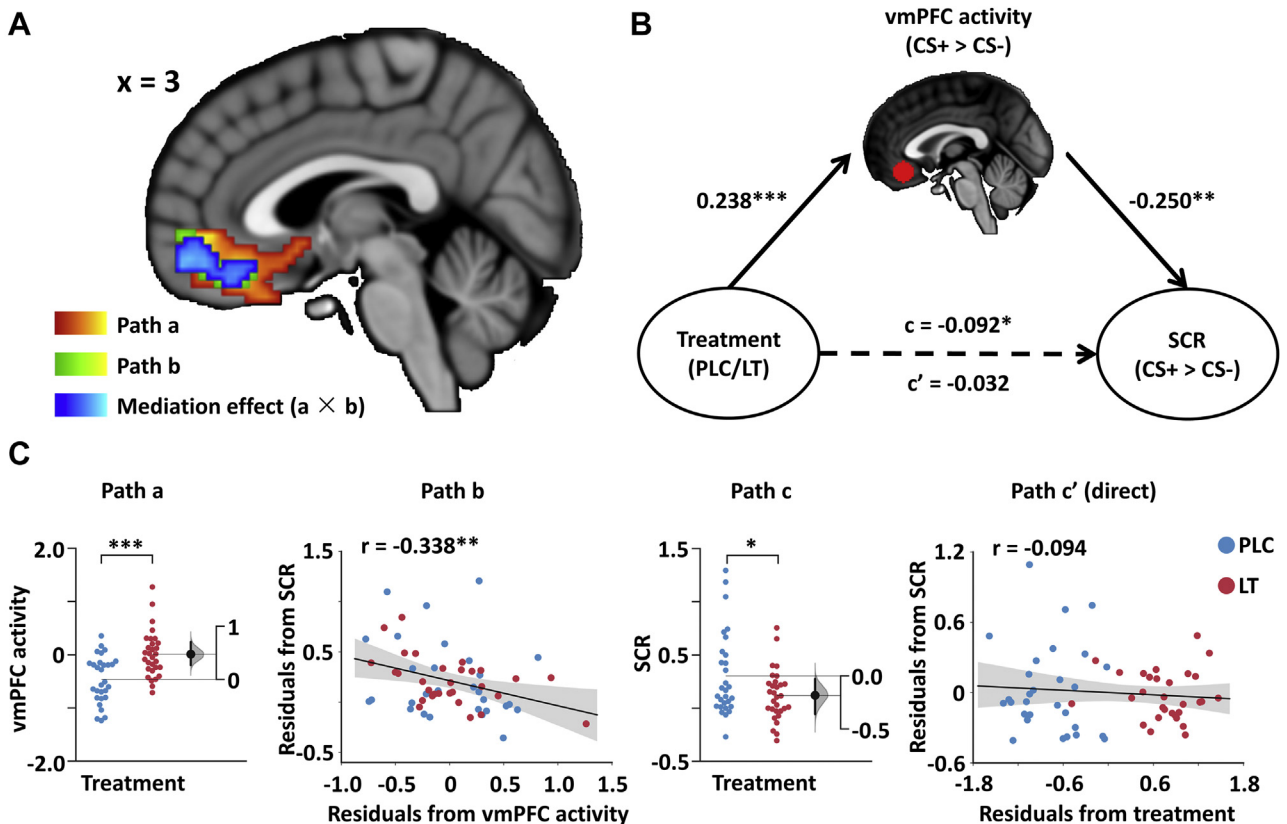 A
x = 3
Path a
Path b
Mediation effect (a × b)
B
vmPFC activity
(CS+ > CS-)
0.238***
-0.250**
Treatment
(PLC/LT)
c = -0.092*
c’ = -0.032
SCR
(CS+ > CS-)
C
Path a
vmPFC activity
2.0
0
-2.0
***
1
0
Treatment
Path b
r = -0.338**
Residuals from SCR
1.5
0.5
-0.5
-1.0
-0.5
0
0.5
1.0
1.5
Residuals from vmPFC activity
Path c
SCR
1.5
0.5
-0.5
*
0.0
-0.5
Treatment
Path c’ (direct)
r = -0.094
Residuals from SCR
1.2
0.6
0
-0.6
-1.8
-0.6
0.6
1.8
Residuals from treatment
PLC
LT